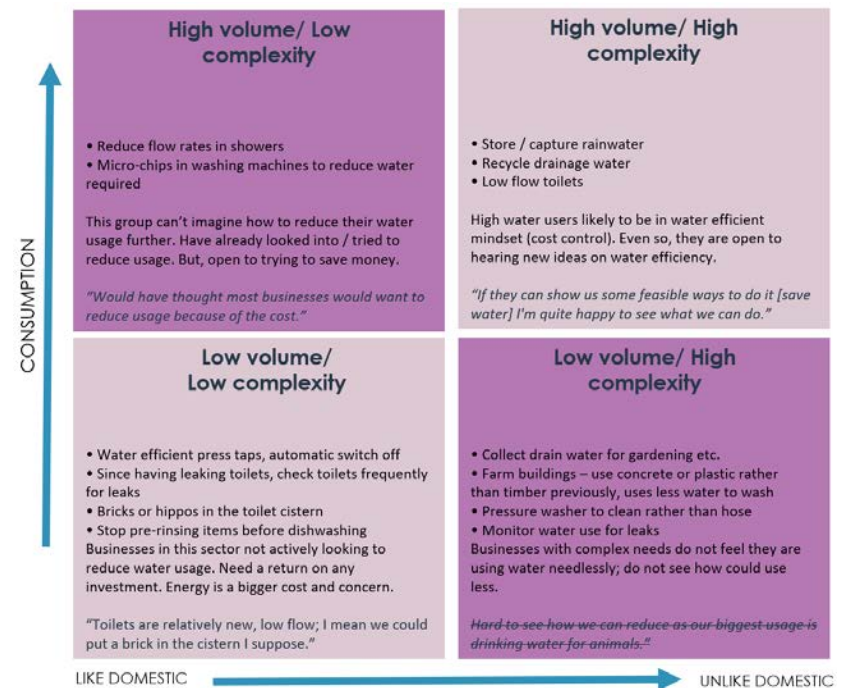 High volume/ Low
complexity
• Reduce flow rates in showers
• Micro-chips in washing machines to reduce water
required
This group can't imagine how to reduce their water
usage further. Have already looked into / tried to
reduce usage. But, open to trying to save money.
"Would have thought most businesses would want to
reduce usage because of the cost."
High volume/ High
complexity
• Store / capture rainwater
• Recycle drainage water
• Low flow toilets
High water users likely to be in water efficient
mindset (cost control). Even so, they are open to
hearing new ideas on water efficiency.
"If they can show us some feasible ways to do it [save
water] I'm quite happy to see what we can do."
CONSUMPTION
Low volume/
Low complexity
• Water efficient press taps, automatic switch off
• Since having leaking toilets, check toilets frequently
for leaks
• Bricks or hippos in the toilet cistern
• Stop pre-rinsing items before dishwashing
Businesses in this sector not actively looking to
reduce water usage. Need a return on any
investment. Energy is a bigger cost and concern.
"Toilets are relatively new, low flow; I mean we could
put a brick in the cistern I suppose."
Low volume/ High
complexity
• Collect drain water for gardening etc.
• Farm buildings – use concrete or plastic rather
than timber previously, uses less water to wash
• Pressure washer to clean rather than hose
• Monitor water use for leaks
Businesses with complex needs do not feel they are
using water needlessly; do not see how could use
less.
Hard to see how we can reduce as our biggest usage is
drinking water for animals."
LIKE DOMESTIC
UNLIKE DOMESTIC